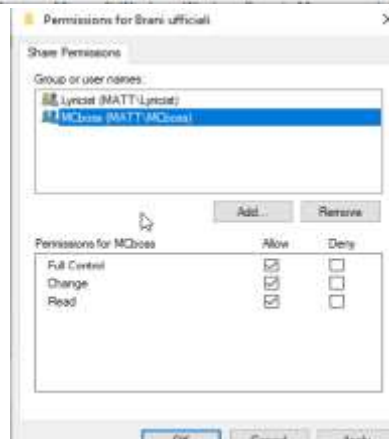 Permissions for Brani ufficiali
Share Permissions
Group or user names:
Lyricist (MATT\Lyricist)
MCboss (MATT\MCboss)
Add...
Remove
Permissions for MCboss
Allow
Deny
Full Control
Change
Read